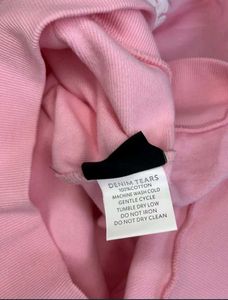 DENIM TEARS
100%COTTON
MACHINE WASH COLD
GENTLE CYCLE
TUMBLE DRY LOW
DO NOT IRON
DO NOT DRY CLEAN